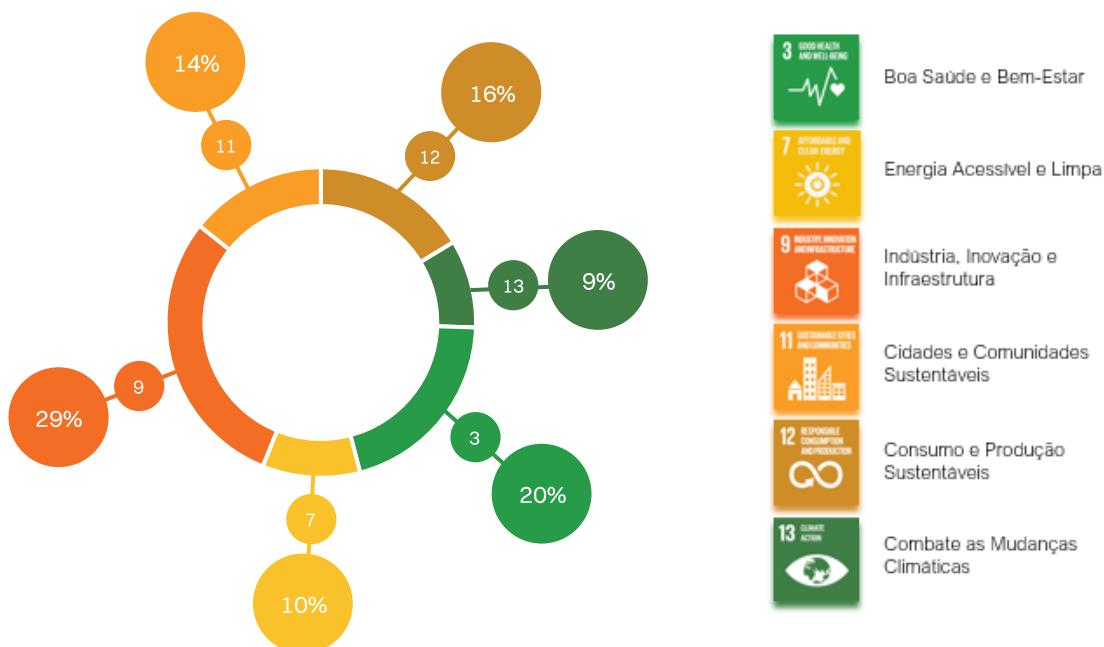 14%
11
16%
12
13
9%
9
29%
3
20%
7
10%
3 GOOD HEALTH
AND WELL-BEING
Boa Saúde e Bem-Estar
7 AFFORDABLE AND
CLEAN ENERGY
Energia Acessível e Limpa
9 INDUSTRY, INNOVATION
AND INFRASTRUCTURE
Indústria, Inovação e
Infraestrutura
11 SUSTAINABLE CITIES
AND COMMUNITIES
Cidades e Comunidades
Sustentáveis
12 RESPONSIBLE
CONSUMPTION
AND PRODUCTION
Consumo e Produção
Sustentáveis
13 CLIMATE
ACTION
Combate as Mudanças
Climáticas